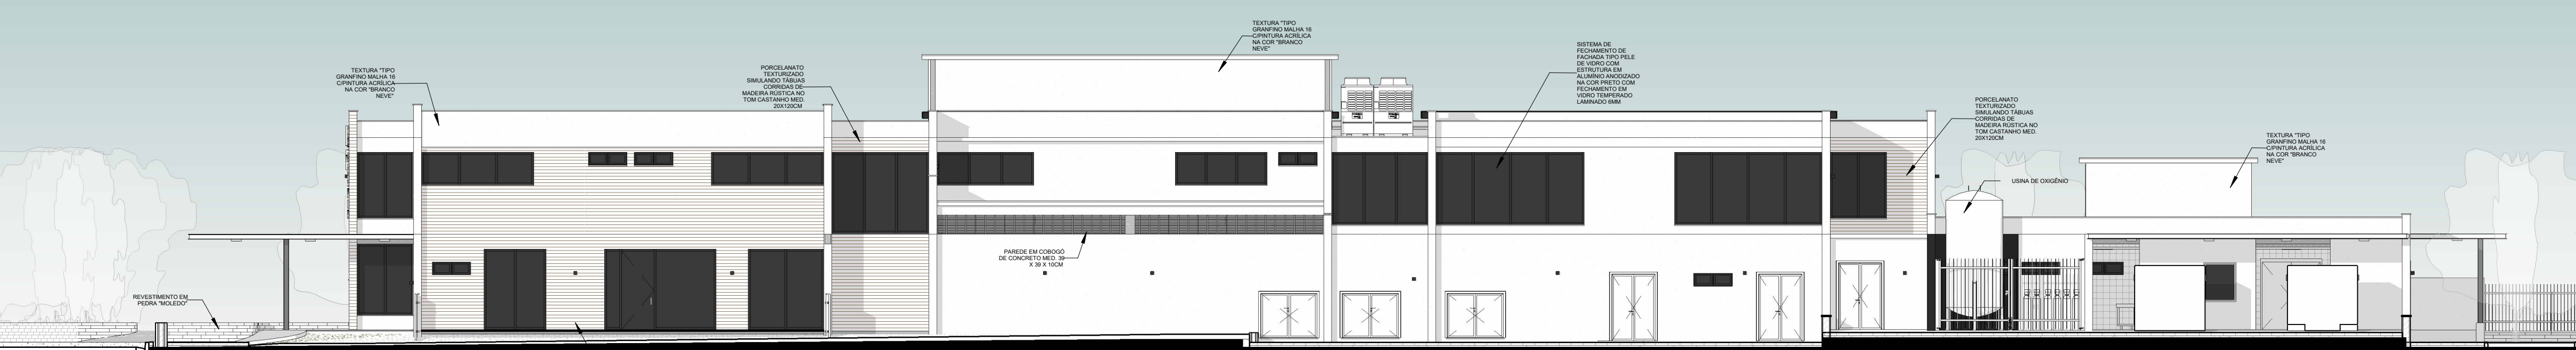 TEXTURA "TIPO
GRANFINO MALHA 16
C/PINTURA ACRÍLICA
NA COR "BRANCO
NEVE"
PORCELANATO
TEXTURIZADO
SIMULANDO TÁBUAS
CORRIDAS DE
MADEIRA RÚSTICA NO
TOM CASTANHO MED.
20X120CM
TEXTURA "TIPO
GRANFINO MALHA 16
C/PINTURA ACRÍLICA
NA COR "BRANCO
NEVE"
SISTEMA DE
FECHAMENTO DE
FACHADA TIPO PELE
DE VIDRO COM
ESTRUTURA EM
ALUMÍNIO ANODIZADO
NA COR PRETO COM
FECHAMENTO EM
VIDRO TEMPERADO
LAMINADO 6MM
PORCELANATO
TEXTURIZADO
SIMULANDO TÁBUAS
CORRIDAS DE
MADEIRA RÚSTICA NO
TOM CASTANHO MED.
20X120CM
TEXTURA "TIPO
GRANFINO MALHA 16
C/PINTURA ACRÍLICA
NA COR "BRANCO
NEVE"
USINA DE OXIGÊNIO
PAREDE EM COBOGÓ
DE CONCRETO MED. 39
X 39 X 10CM
REVESTIMENTO EM
PEDRA "MOLEDO"